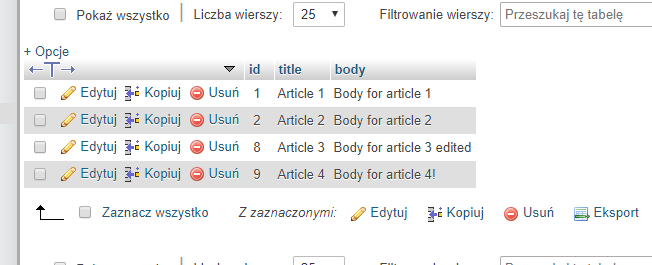 Pokaż wszystko Liczba wierszy: 25 Filtrowanie wierszy: Przeszukaj tę tabelę
+ Opcje
id title body
Edytuj Kopiuj Usuń 1 Article 1 Body for article 1
Edytuj Kopiuj Usuń 2 Article 2 Body for article 2
Edytuj Kopiuj Usuń 8 Article 3 Body for article 3 edited
Edytuj Kopiuj Usuń 9 Article 4 Body for article 4!
Zaznacz wszystko Z zaznaczonymi: Edytuj Kopiuj Usuń Eksport